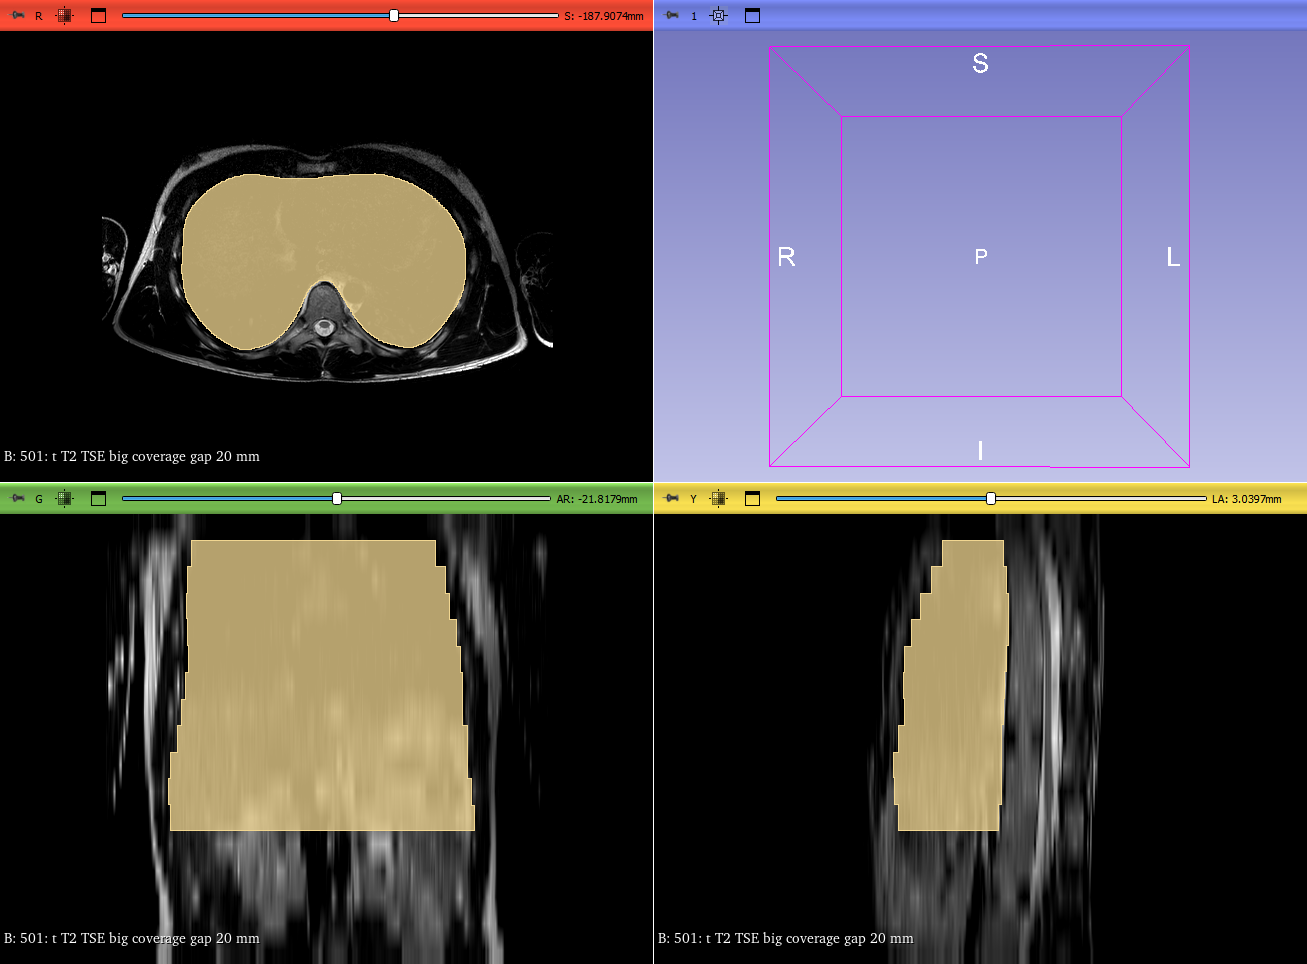 R S: -187.9074mm
1
S
R P L
I
B: 501: t T2 TSE big coverage gap 20 mm
G AR: -21.8179mm
Y LA: 3.0397mm
B: 501: t T2 TSE big coverage gap 20 mm
B: 501: t T2 TSE big coverage gap 20 mm